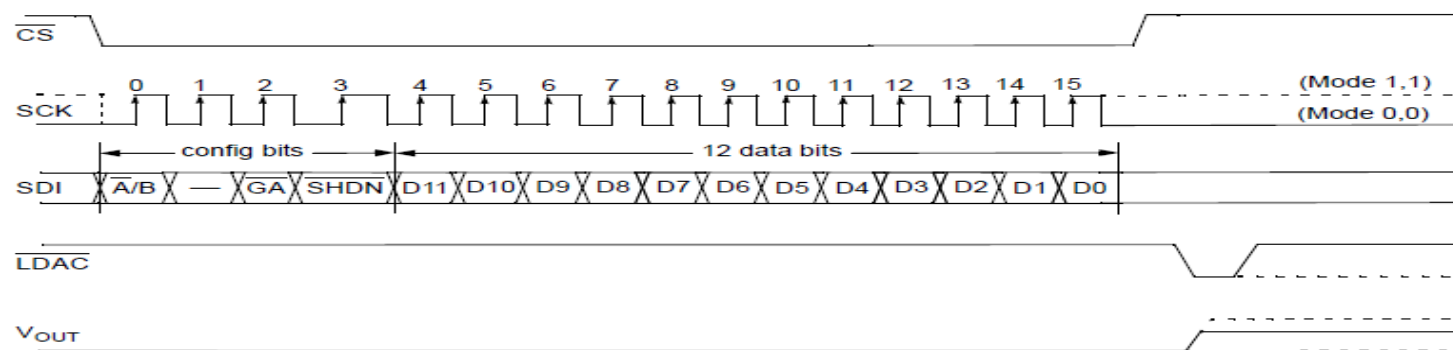 CS
0 1 2 3 4 5 6 7 8 9 10 11 12 13 14 15 (Mode 1,1)
SCK
(Mode 0,0)
config bits 12 data bits
SDI A/B — GA SHDN D11 D10 D9 D8 D7 D6 D5 D4 D3 D2 D1 D0
LDAC
VOUT